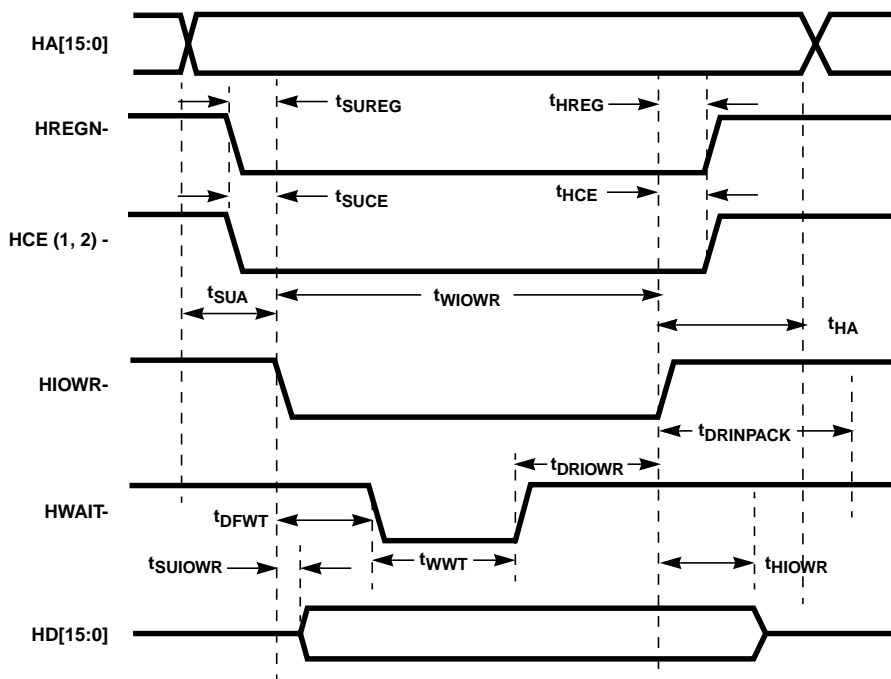 HA[15:0]
tSUREG
tHREG
HREGN-
tSUCE
tHCE
HCE (1, 2) -
tSUA
tWIOWR
tHA
HIOWR-
tDRINPACK
tDRIOWR
HWAIT-
tDFWT
tSUIOWR
tWWT
tHIOWR
HD[15:0]